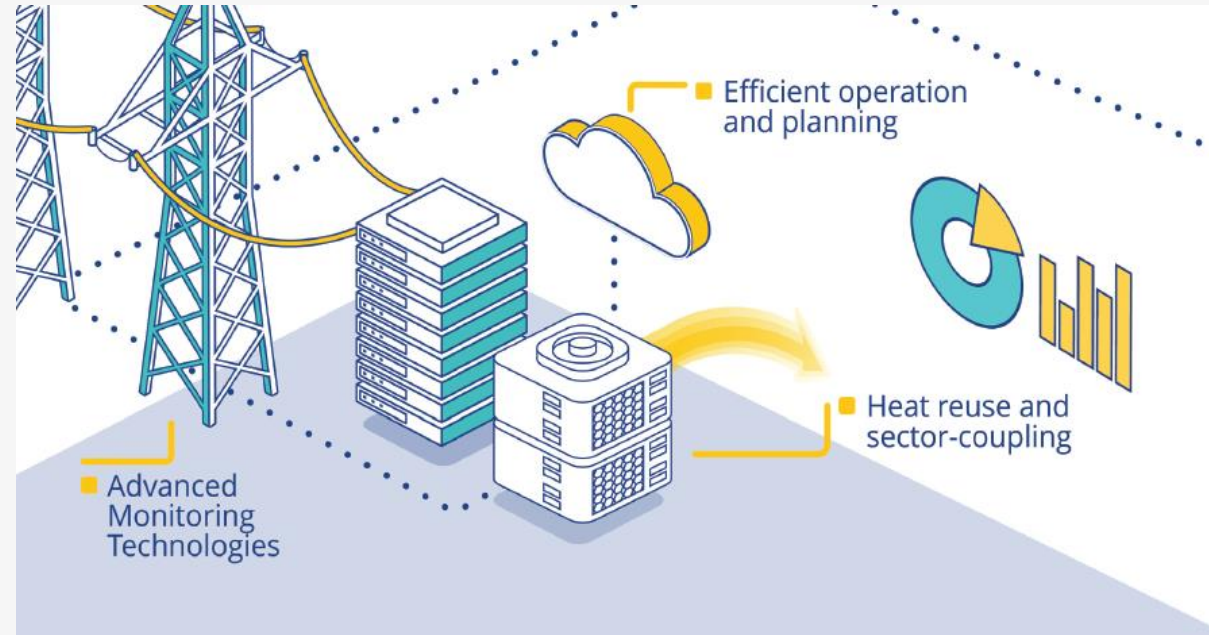 Efficient operation
and planning
Heat reuse and
sector-coupling
Advanced
Monitoring
Technologies